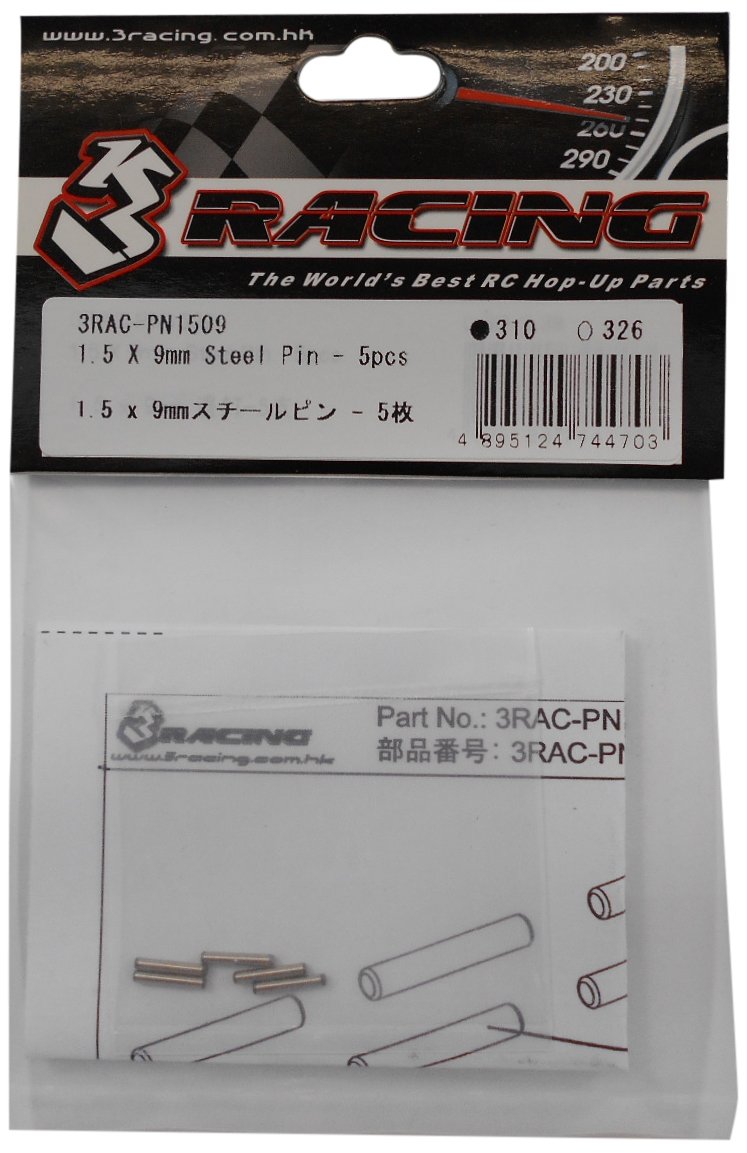 www.3racing.com.hk
200
230
260
290
3RACING
The World's Best RC Hop-Up Parts
3RAC-PN1509
1.5 X 9mm Steel Pin - 5pcs
1.5 x 9mmスチールピン - 5枚
●310 ○326
4 895124 744703
3RACING
www.3racing.com.hk
Part No.: 3RAC-PN
部品番号: 3RAC-PN